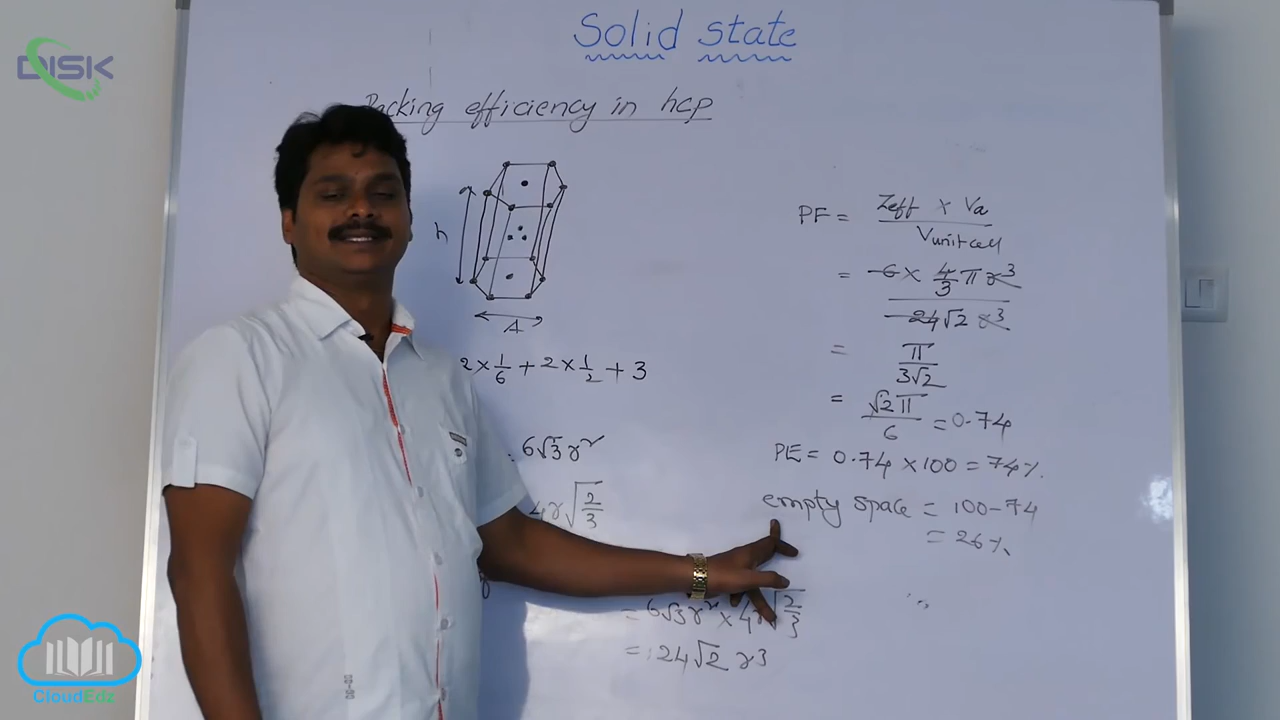 DISK
Solid state
Packing efficiency in hcp
h
A
2 × 1/6 + 2 × 1/2 + 3
6√3 r²
4r √(2/3)
= 6√3 r² × 4r √(2/3)
= 24√2 r³
PF = Zeff × Va / Vunit cell
= 6 × 4/3 π r³ / 24√2 r³
= π / 3√2
= √2 π / 6 = 0.74
PE = 0.74 × 100 = 74%.
empty space = 100-74
= 26%
CloudEdz